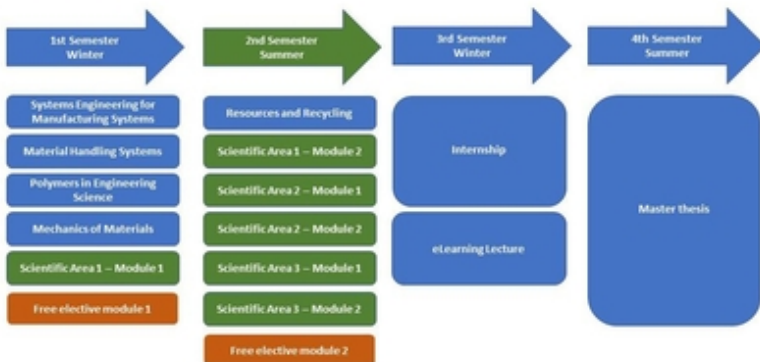 1st Semester
Winter
2nd Semester
Summer
3rd Semester
Winter
4th Semester
Summer
Systems Engineering for
Manufacturing Systems
Material Handling Systems
Polymers in Engineering
Science
Mechanics of Materials
Scientific Area 1 – Module 1
Free elective module 1
Resources and Recycling
Scientific Area 1 – Module 2
Scientific Area 2 – Module 1
Scientific Area 2 – Module 2
Scientific Area 3 – Module 1
Scientific Area 3 – Module 2
Free elective module 2
Internship
eLearning Lecture
Master thesis